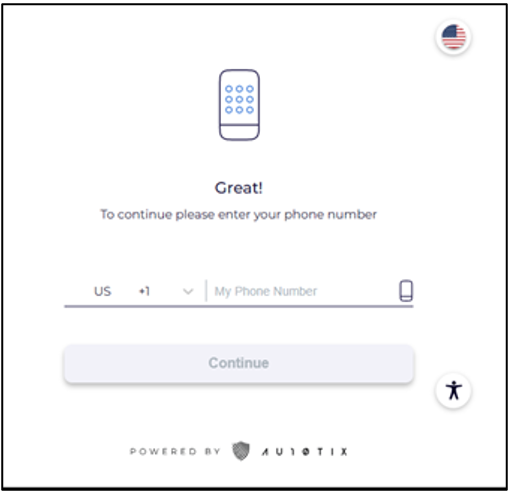 Great!
To continue please enter your phone number
US +1 My Phone Number
Continue
POWERED BY AU10TIX